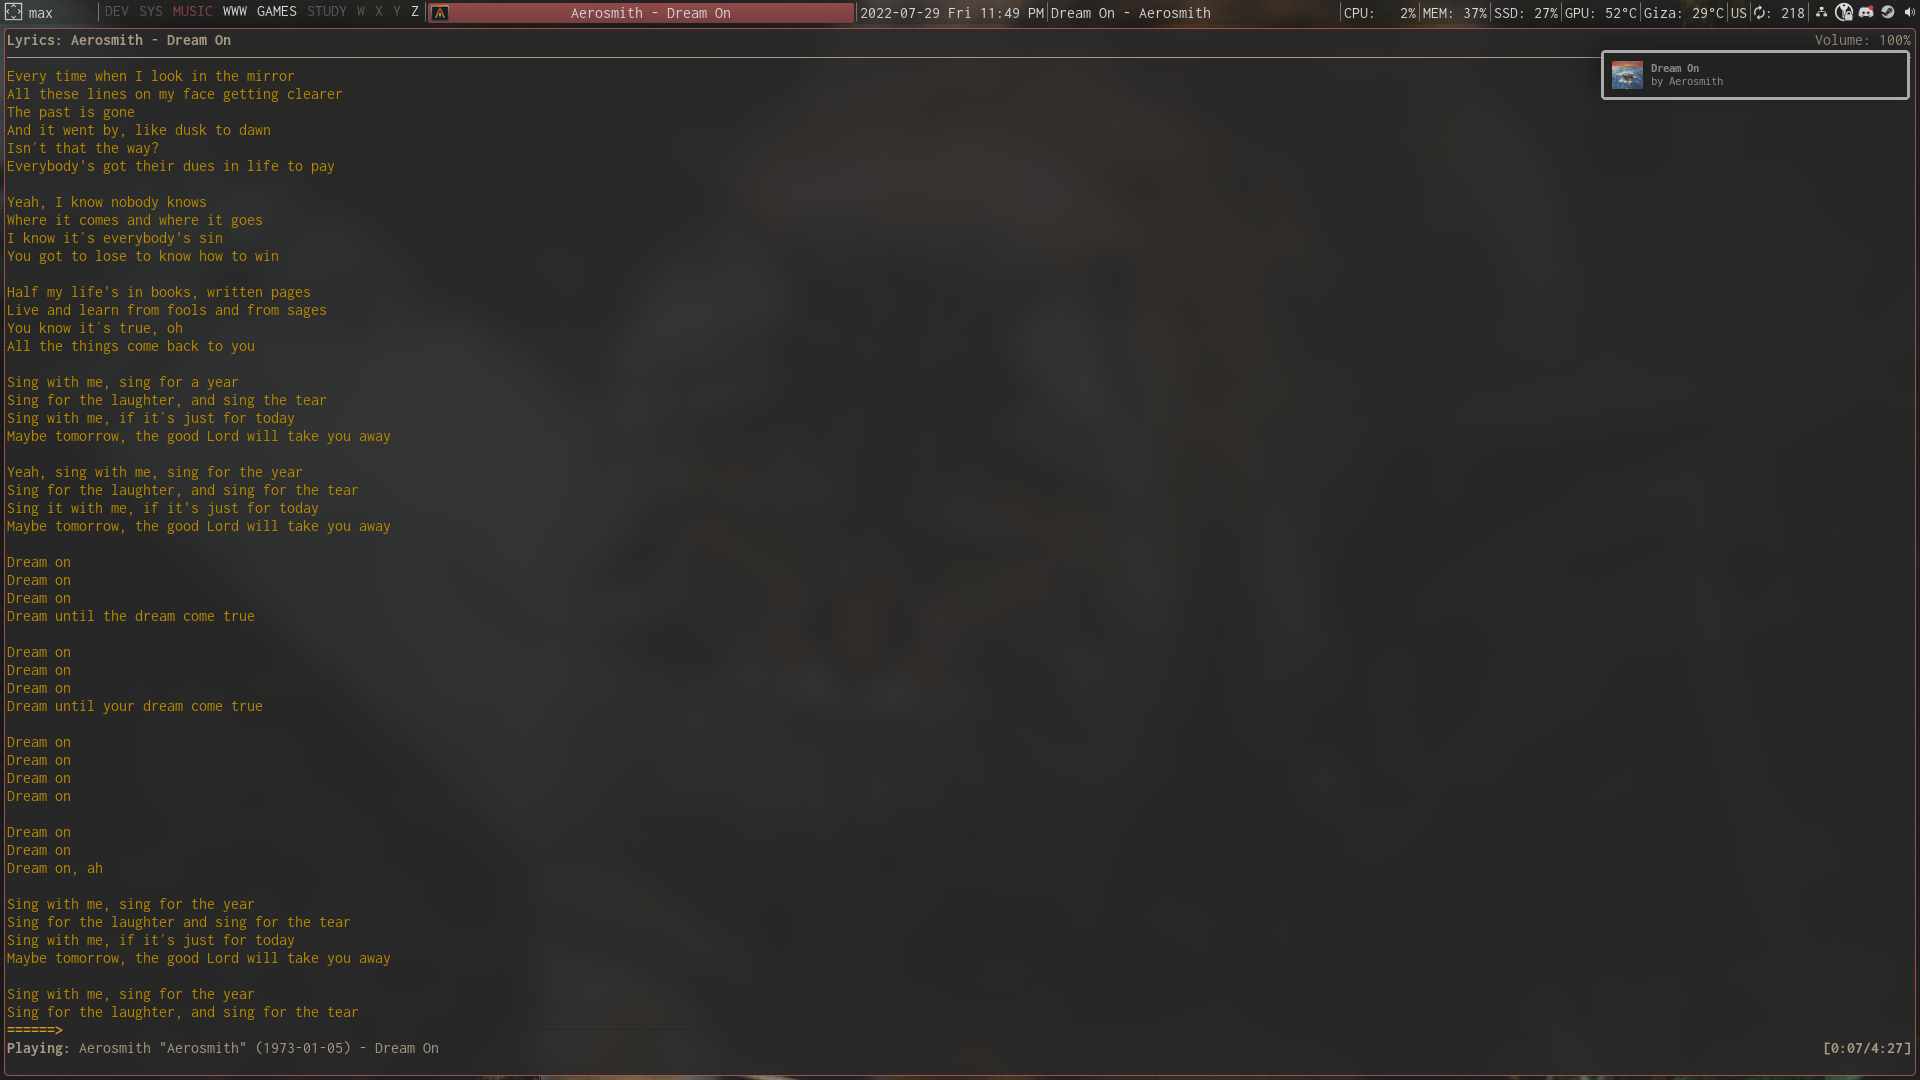 max DEV SYS MUSIC WWW GAMES STUDY W X Y Z Aerosmith - Dream On 2022-07-29 Fri 11:49 PM Dream On - Aerosmith CPU: 2% MEM: 37% SSD: 27% GPU: 52°C Giza: 29°C US : 218
Lyrics: Aerosmith - Dream On Volume: 100%
Dream On
by Aerosmith
Every time when I look in the mirror
All these lines on my face getting clearer
The past is gone
And it went by, like dusk to dawn
Isn't that the way?
Everybody's got their dues in life to pay
Yeah, I know nobody knows
Where it comes and where it goes
I know it's everybody's sin
You got to lose to know how to win
Half my life's in books, written pages
Live and learn from fools and from sages
You know it's true, oh
All the things come back to you
Sing with me, sing for a year
Sing for the laughter, and sing the tear
Sing with me, if it's just for today
Maybe tomorrow, the good Lord will take you away
Yeah, sing with me, sing for the year
Sing for the laughter, and sing for the tear
Sing it with me, if it's just for today
Maybe tomorrow, the good Lord will take you away
Dream on
Dream on
Dream on
Dream until the dream come true
Dream on
Dream on
Dream on
Dream until your dream come true
Dream on
Dream on
Dream on
Dream on
Dream on
Dream on
Dream on, ah
Sing with me, sing for the year
Sing for the laughter and sing for the tear
Sing with me, if it's just for today
Maybe tomorrow, the good Lord will take you away
Sing with me, sing for the year
Sing for the laughter, and sing for the tear
======>
Playing: Aerosmith "Aerosmith" (1973-01-05) - Dream On [0:07/4:27]